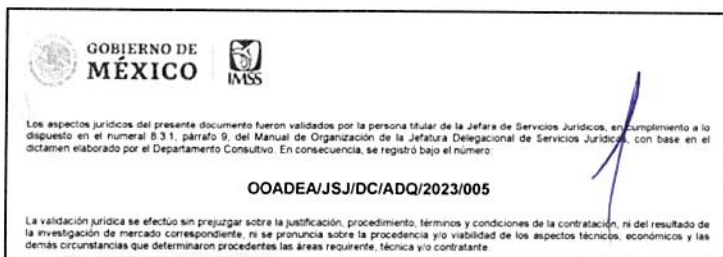 GOBIERNO DE
MÉXICO
IMSS
Los aspectos jurídicos del presente documento fueron validados por la persona titular de la Jefara de Servicios Jurídicos, en cumplimiento a lo
dispuesto en el numeral 8.3.1, párrafo 9, del Manual de Organización de la Jefatura Delegacional de Servicios Jurídicos, con base en el
dictamen elaborado por el Departamento Consultivo. En consecuencia, se registró bajo el número:
OOADEA/JSJ/DC/ADQ/2023/005
La validación jurídica se efectúo sin prejuzgar sobre la justificación, procedimiento, términos y condiciones de la contratación, ni del resultado de
la investigación de mercado correspondiente, ni se pronuncia sobre la procedencia y/o viabilidad de los aspectos técnicos, económicos y las
demás circunstancias que determinaron procedentes las áreas requirente, técnica y/o contratante.